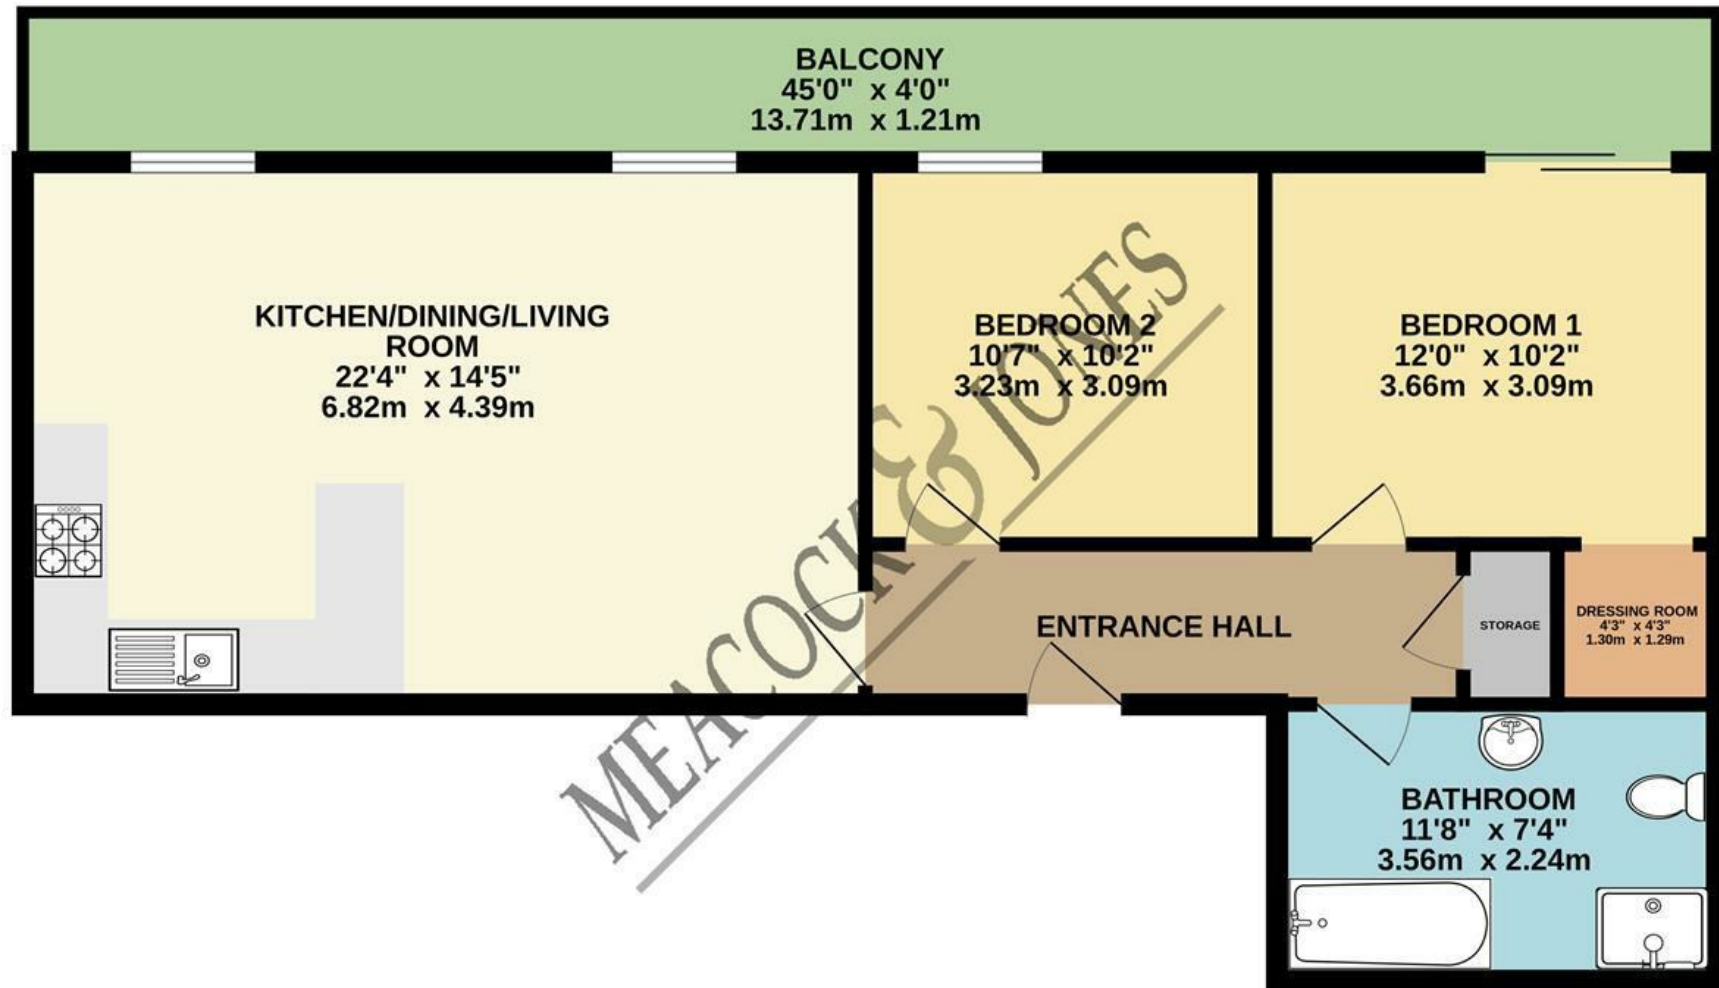 BALCONY
45'0" x 4'0"
13.71m x 1.21m
KITCHEN/DINING/LIVING
ROOM
22'4" x 14'5"
6.82m x 4.39m
BEDROOM 2
10'7" x 10'2"
3.23m x 3.09m
BEDROOM 1
12'0" x 10'2"
3.66m x 3.09m
ENTRANCE HALL
STORAGE
DRESSING ROOM
4'3" x 4'3"
1.30m x 1.29m
BATHROOM
11'8" x 7'4"
3.56m x 2.24m
MEACOCK & JONES